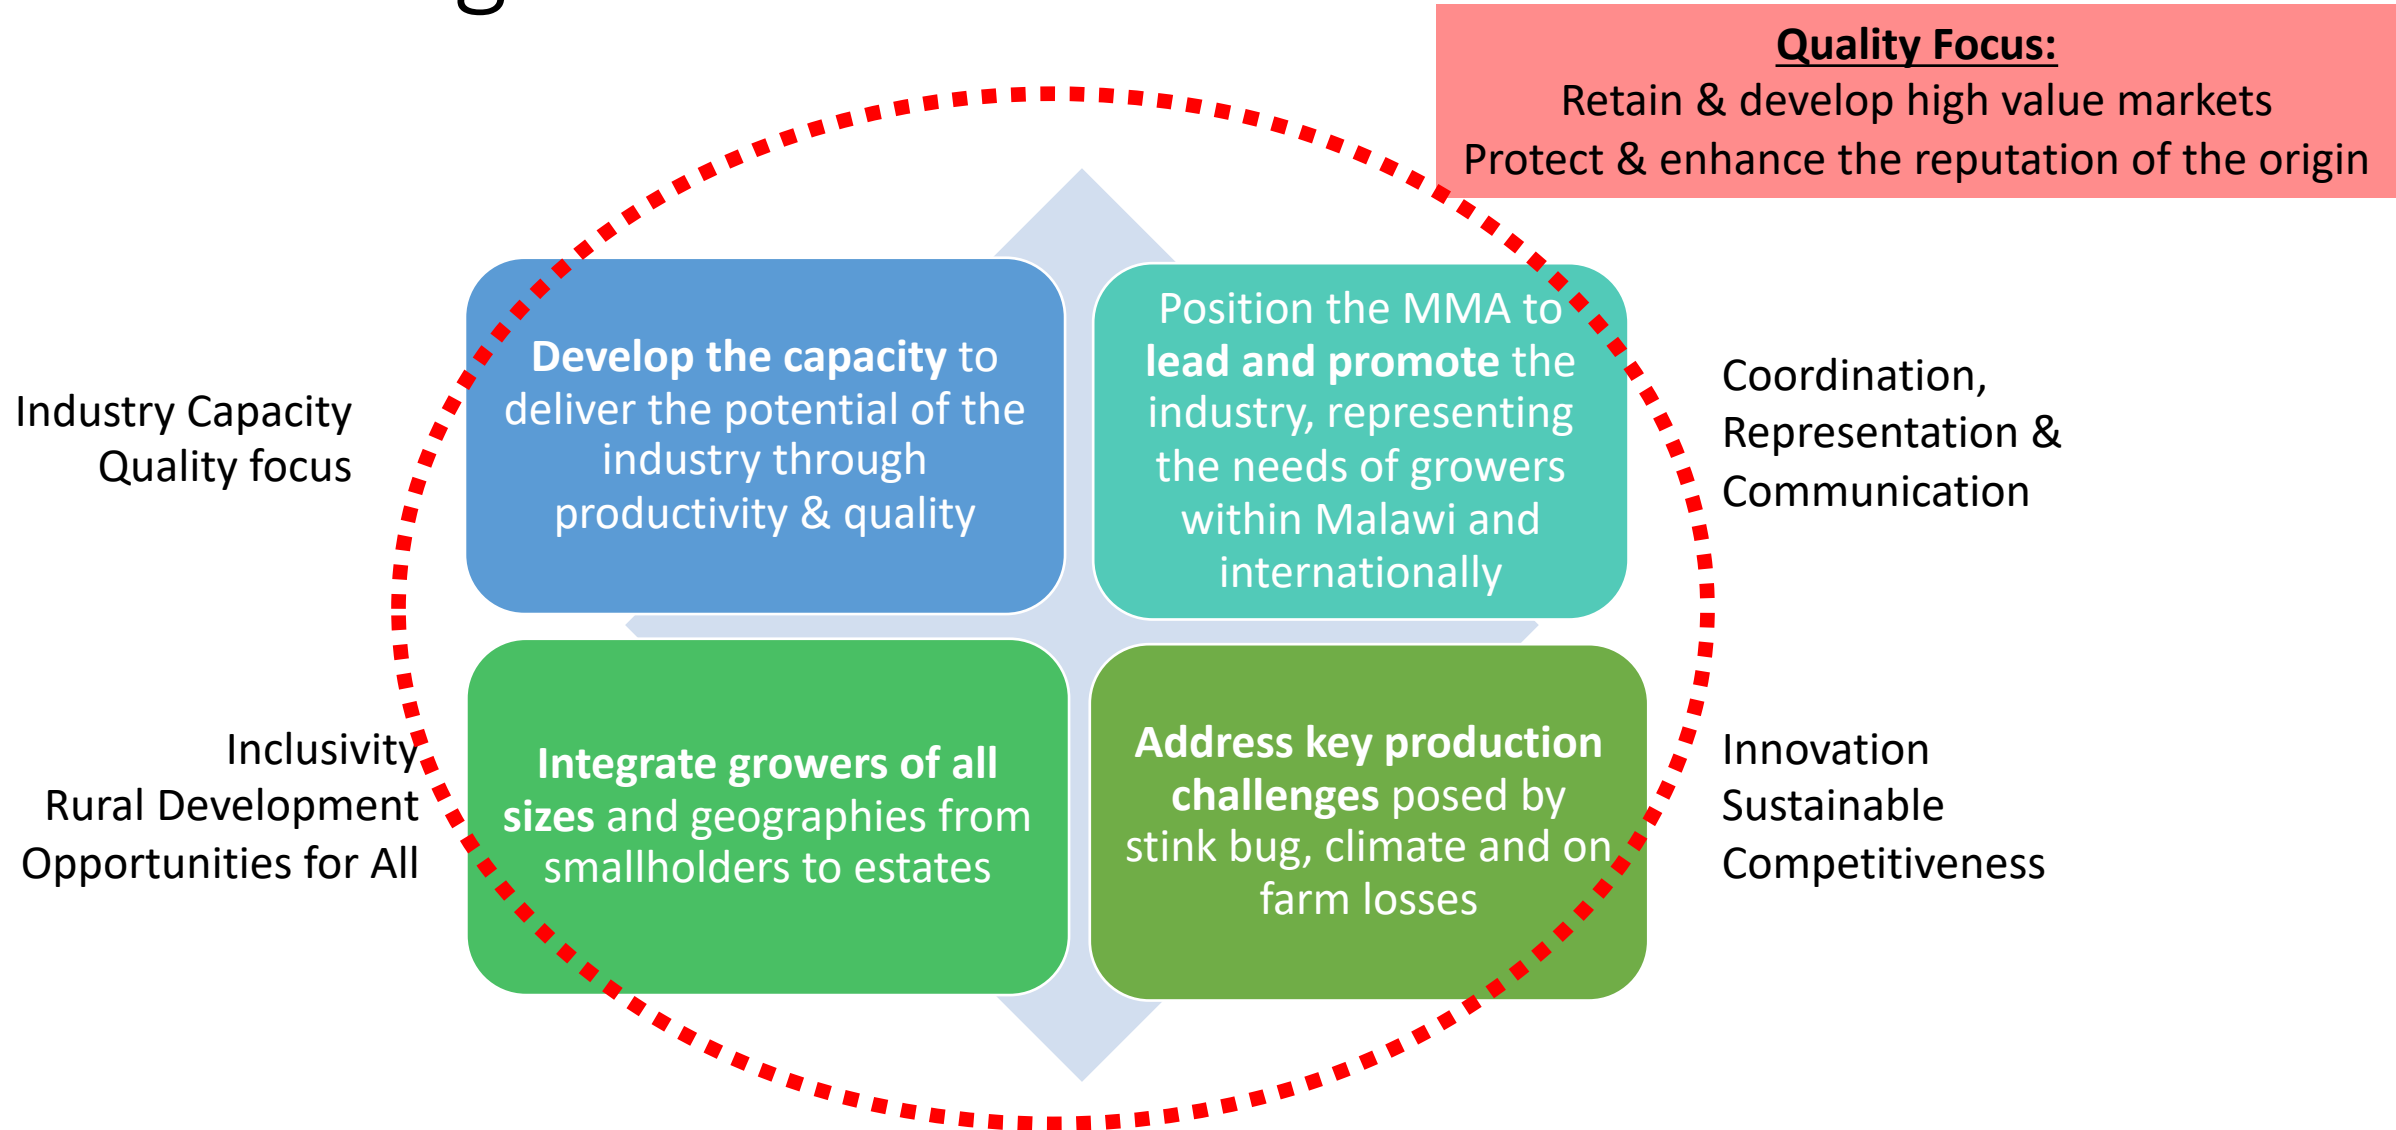 Quality Focus:
Retain & develop high value markets
Protect & enhance the reputation of the origin
Industry Capacity
Quality focus
Develop the capacity to
deliver the potential of the
industry through
productivity & quality
Position the MMA to
lead and promote the
industry, representing
the needs of growers
within Malawi and
internationally
Coordination,
Representation &
Communication
Inclusivity
Rural Development
Opportunities for All
Integrate growers of all
sizes and geographies from
smallholders to estates
Address key production
challenges posed by
stink bug, climate and on
farm losses
Innovation
Sustainable
Competitiveness